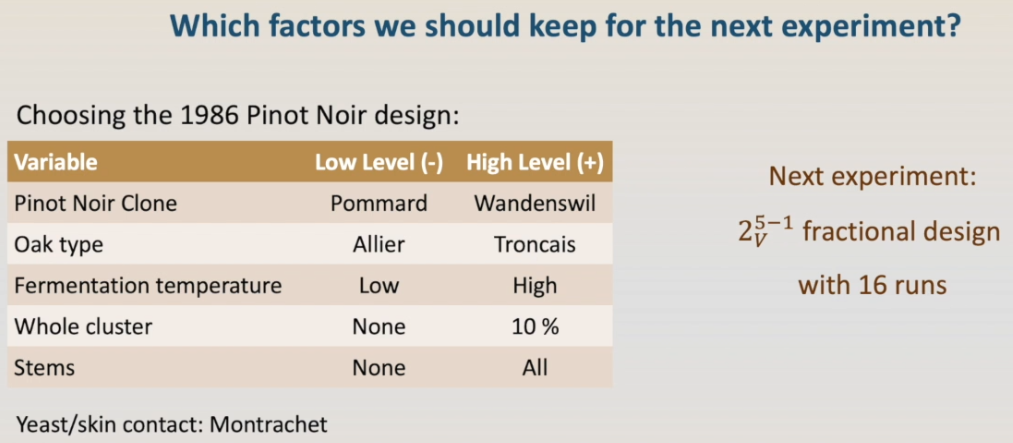 Which factors we should keep for the next experiment?
Choosing the 1986 Pinot Noir design:
Variable Low Level (-) High Level (+)
Pinot Noir Clone Pommard Wandenswil
Oak type Allier Troncais
Fermentation temperature Low High
Whole cluster None 10 %
Stems None All
Yeast/skin contact: Montrachet
Next experiment:
$2_V^{5-1}$ fractional design
with 16 runs